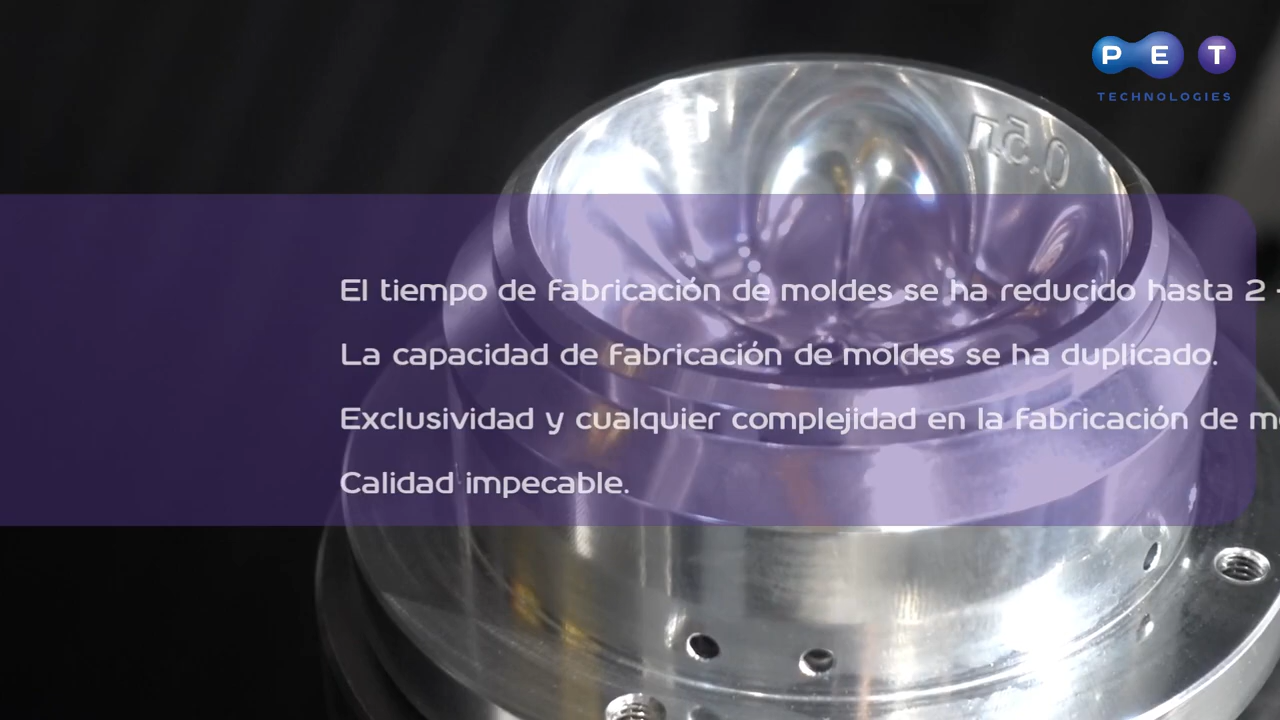 PET
TECHNOLOGIES
0,5л
El tiempo de fabricación de moldes se ha reducido hasta 2 -
La capacidad de fabricación de moldes se ha duplicado.
Exclusividad y cualquier complejidad en la fabricación de
Calidad impecable.